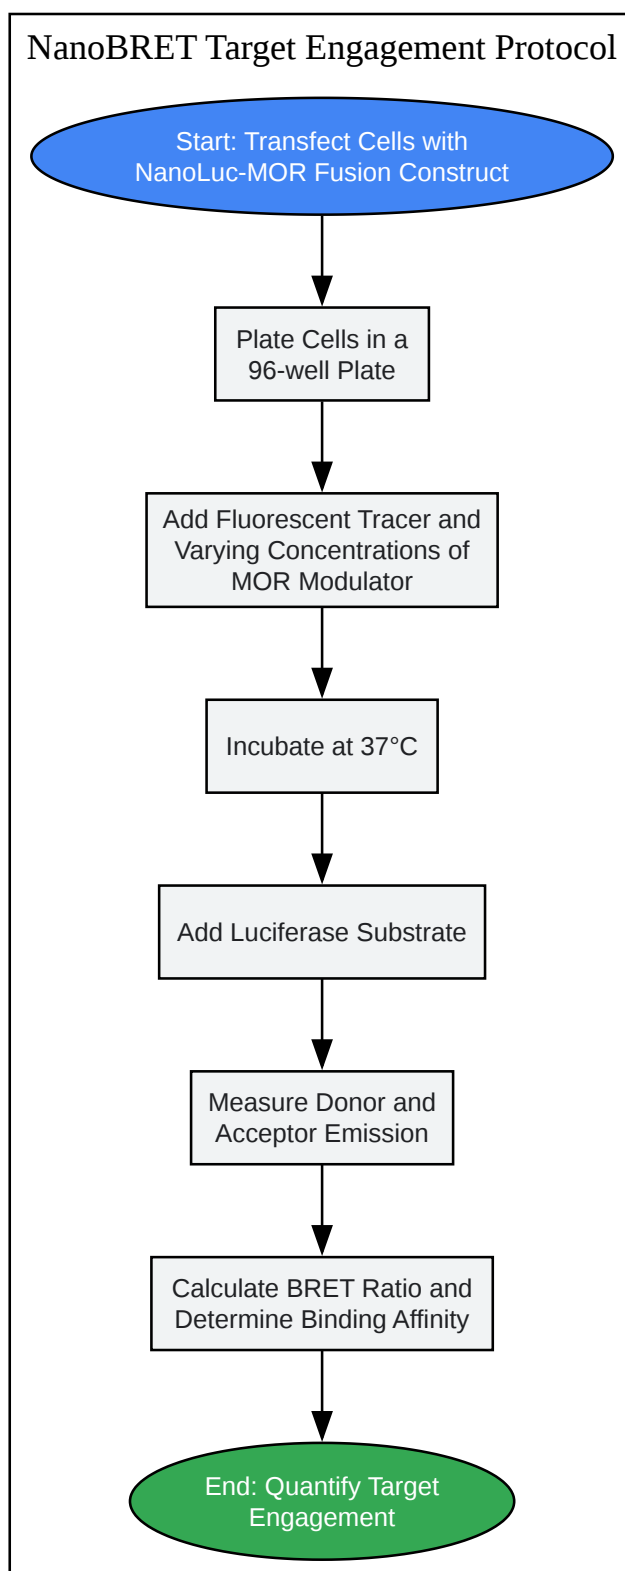 NanoBRET Target Engagement Protocol
Start: Transfect Cells with
NanoLuc-MOR Fusion Construct
Plate Cells in a
96-well Plate
Add Fluorescent Tracer and
Varying Concentrations of
MOR Modulator
Incubate at 37°C
Add Luciferase Substrate
Measure Donor and
Acceptor Emission
Calculate BRET Ratio and
Determine Binding Affinity
End: Quantify Target
Engagement